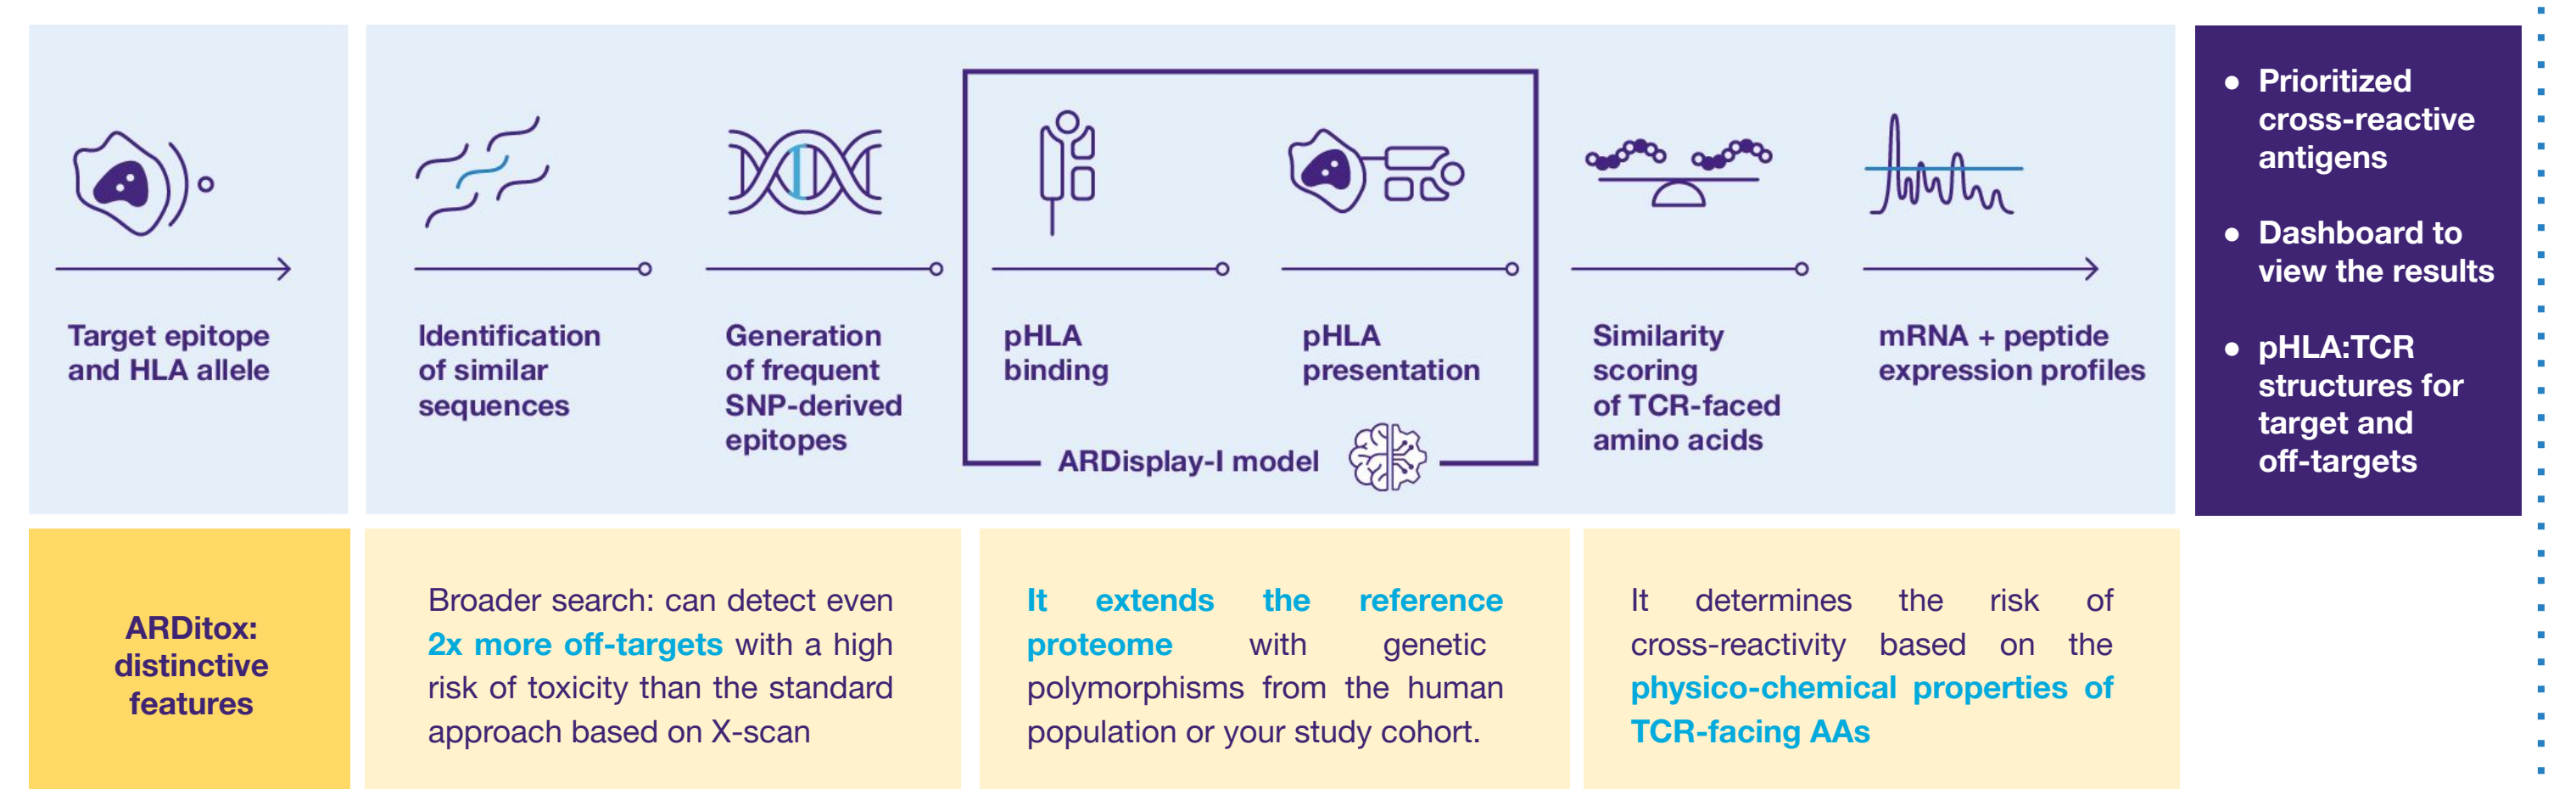 Target epitope
and HLA allele
Identification
of similar
sequences
Generation
of frequent
SNP-derived
epitopes
pHLA
binding
pHLA
presentation
ARDisplay-I model
Similarity
scoring
of TCR-faced
amino acids
mRNA + peptide
expression profiles
● Prioritized
cross-reactive
antigens
● Dashboard to
view the results
● pHLA:TCR
structures for
target and
off-targets
ARDitox:
distinctive
features
Broader search: can detect even
2x more off-targets with a high
risk of toxicity than the standard
approach based on X-scan
It extends the reference
proteome with genetic
polymorphisms from the human
population or your study cohort.
It determines the risk of
cross-reactivity based on the
physico-chemical properties of
TCR-facing AAs